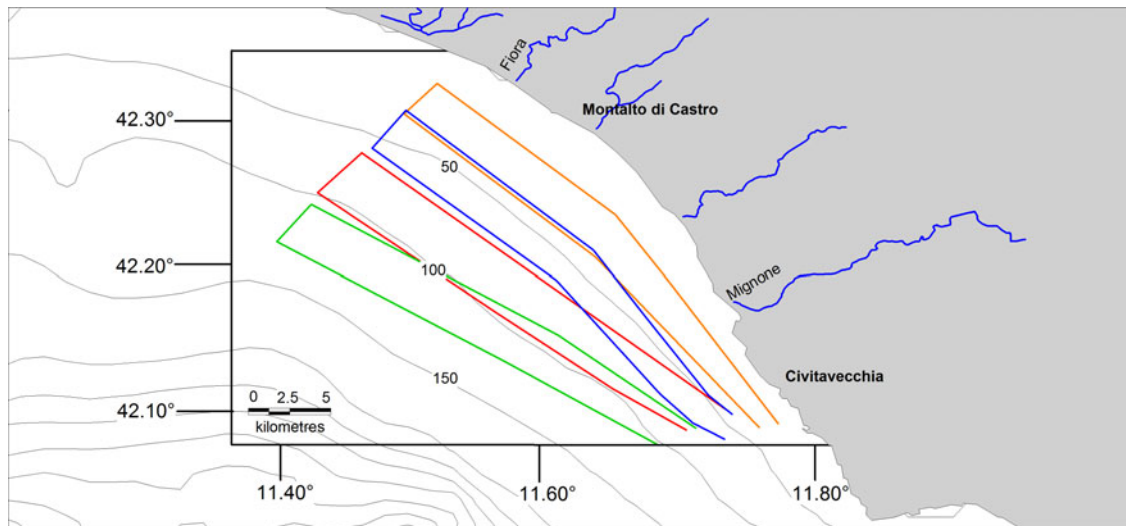 Fiora
Montalto di Castro
42.30°
50
42.20°
100
Mignone
150
Civitavecchia
0 2.5 5
42.10°
kilometres
11.40° 11.60° 11.80°